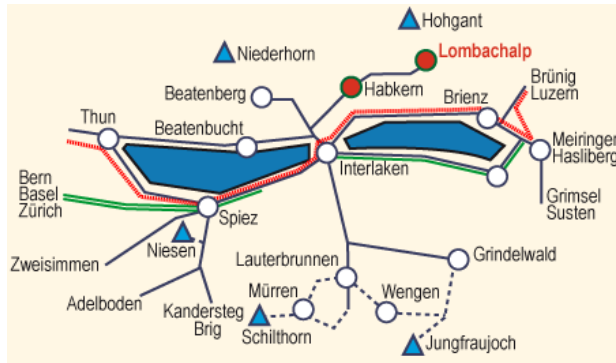 Hohgant
Niederhorn
Lombachalp
Habkern
Beatenberg
Brünig
Luzern
Brienz
Thun
Beatenbucht
Interlaken
Meiringen
Hasliberg
Bern
Basel
Zürich
Spiez
Grimsel
Susten
Niesen
Zweisimmen
Lauterbrunnen
Grindelwald
Mürren
Wengen
Adelboden
Kandersteg
Brig
Schilthorn
Jungfraujoch